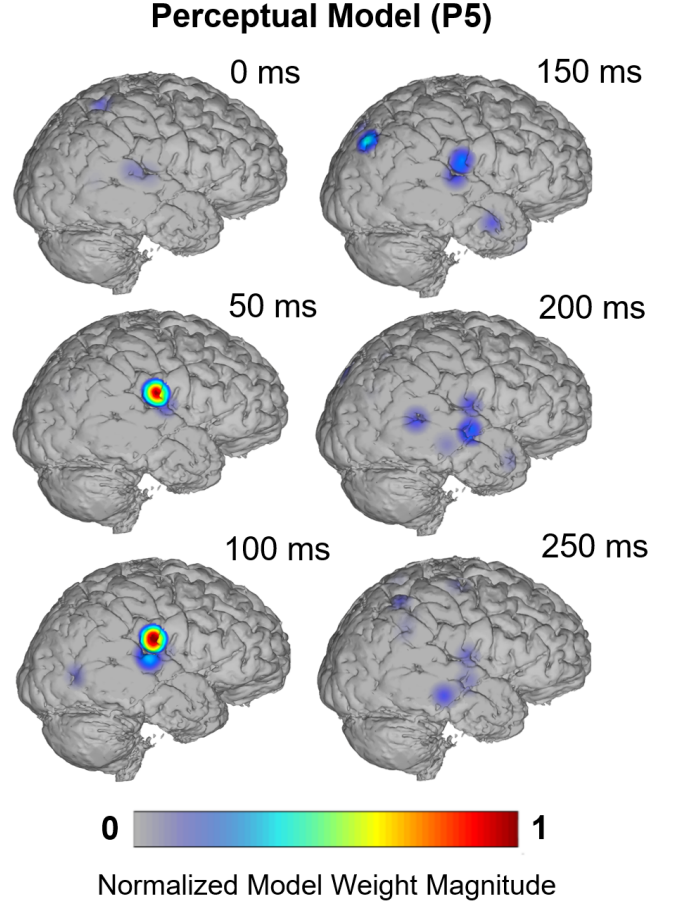 Perceptual Model (P5)
0 ms
150 ms
50 ms
200 ms
100 ms
250 ms
0
1
Normalized Model Weight Magnitude